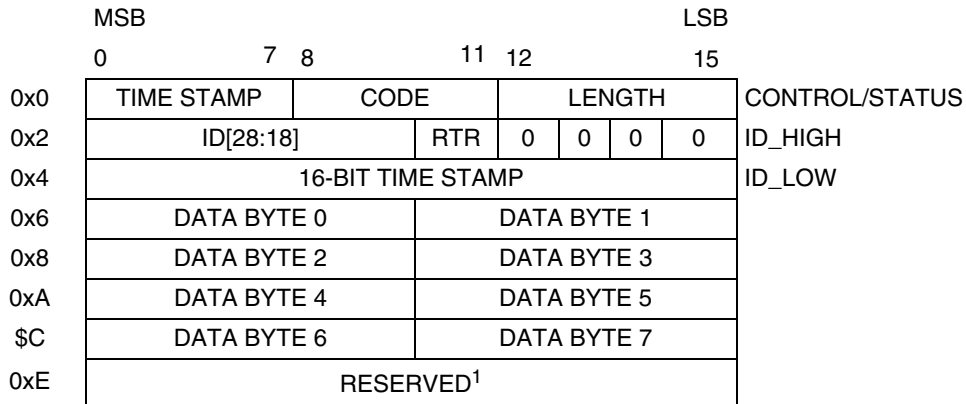 MSB LSB
0 7 8 11 12 15
0x0 TIME STAMP CODE LENGTH CONTROL/STATUS
0x2 ID[28:18] RTR 0 0 0 0 ID_HIGH
0x4 16-BIT TIME STAMP ID_LOW
0x6 DATA BYTE 0 DATA BYTE 1
0x8 DATA BYTE 2 DATA BYTE 3
0xA DATA BYTE 4 DATA BYTE 5
$C DATA BYTE 6 DATA BYTE 7
0xE RESERVED1